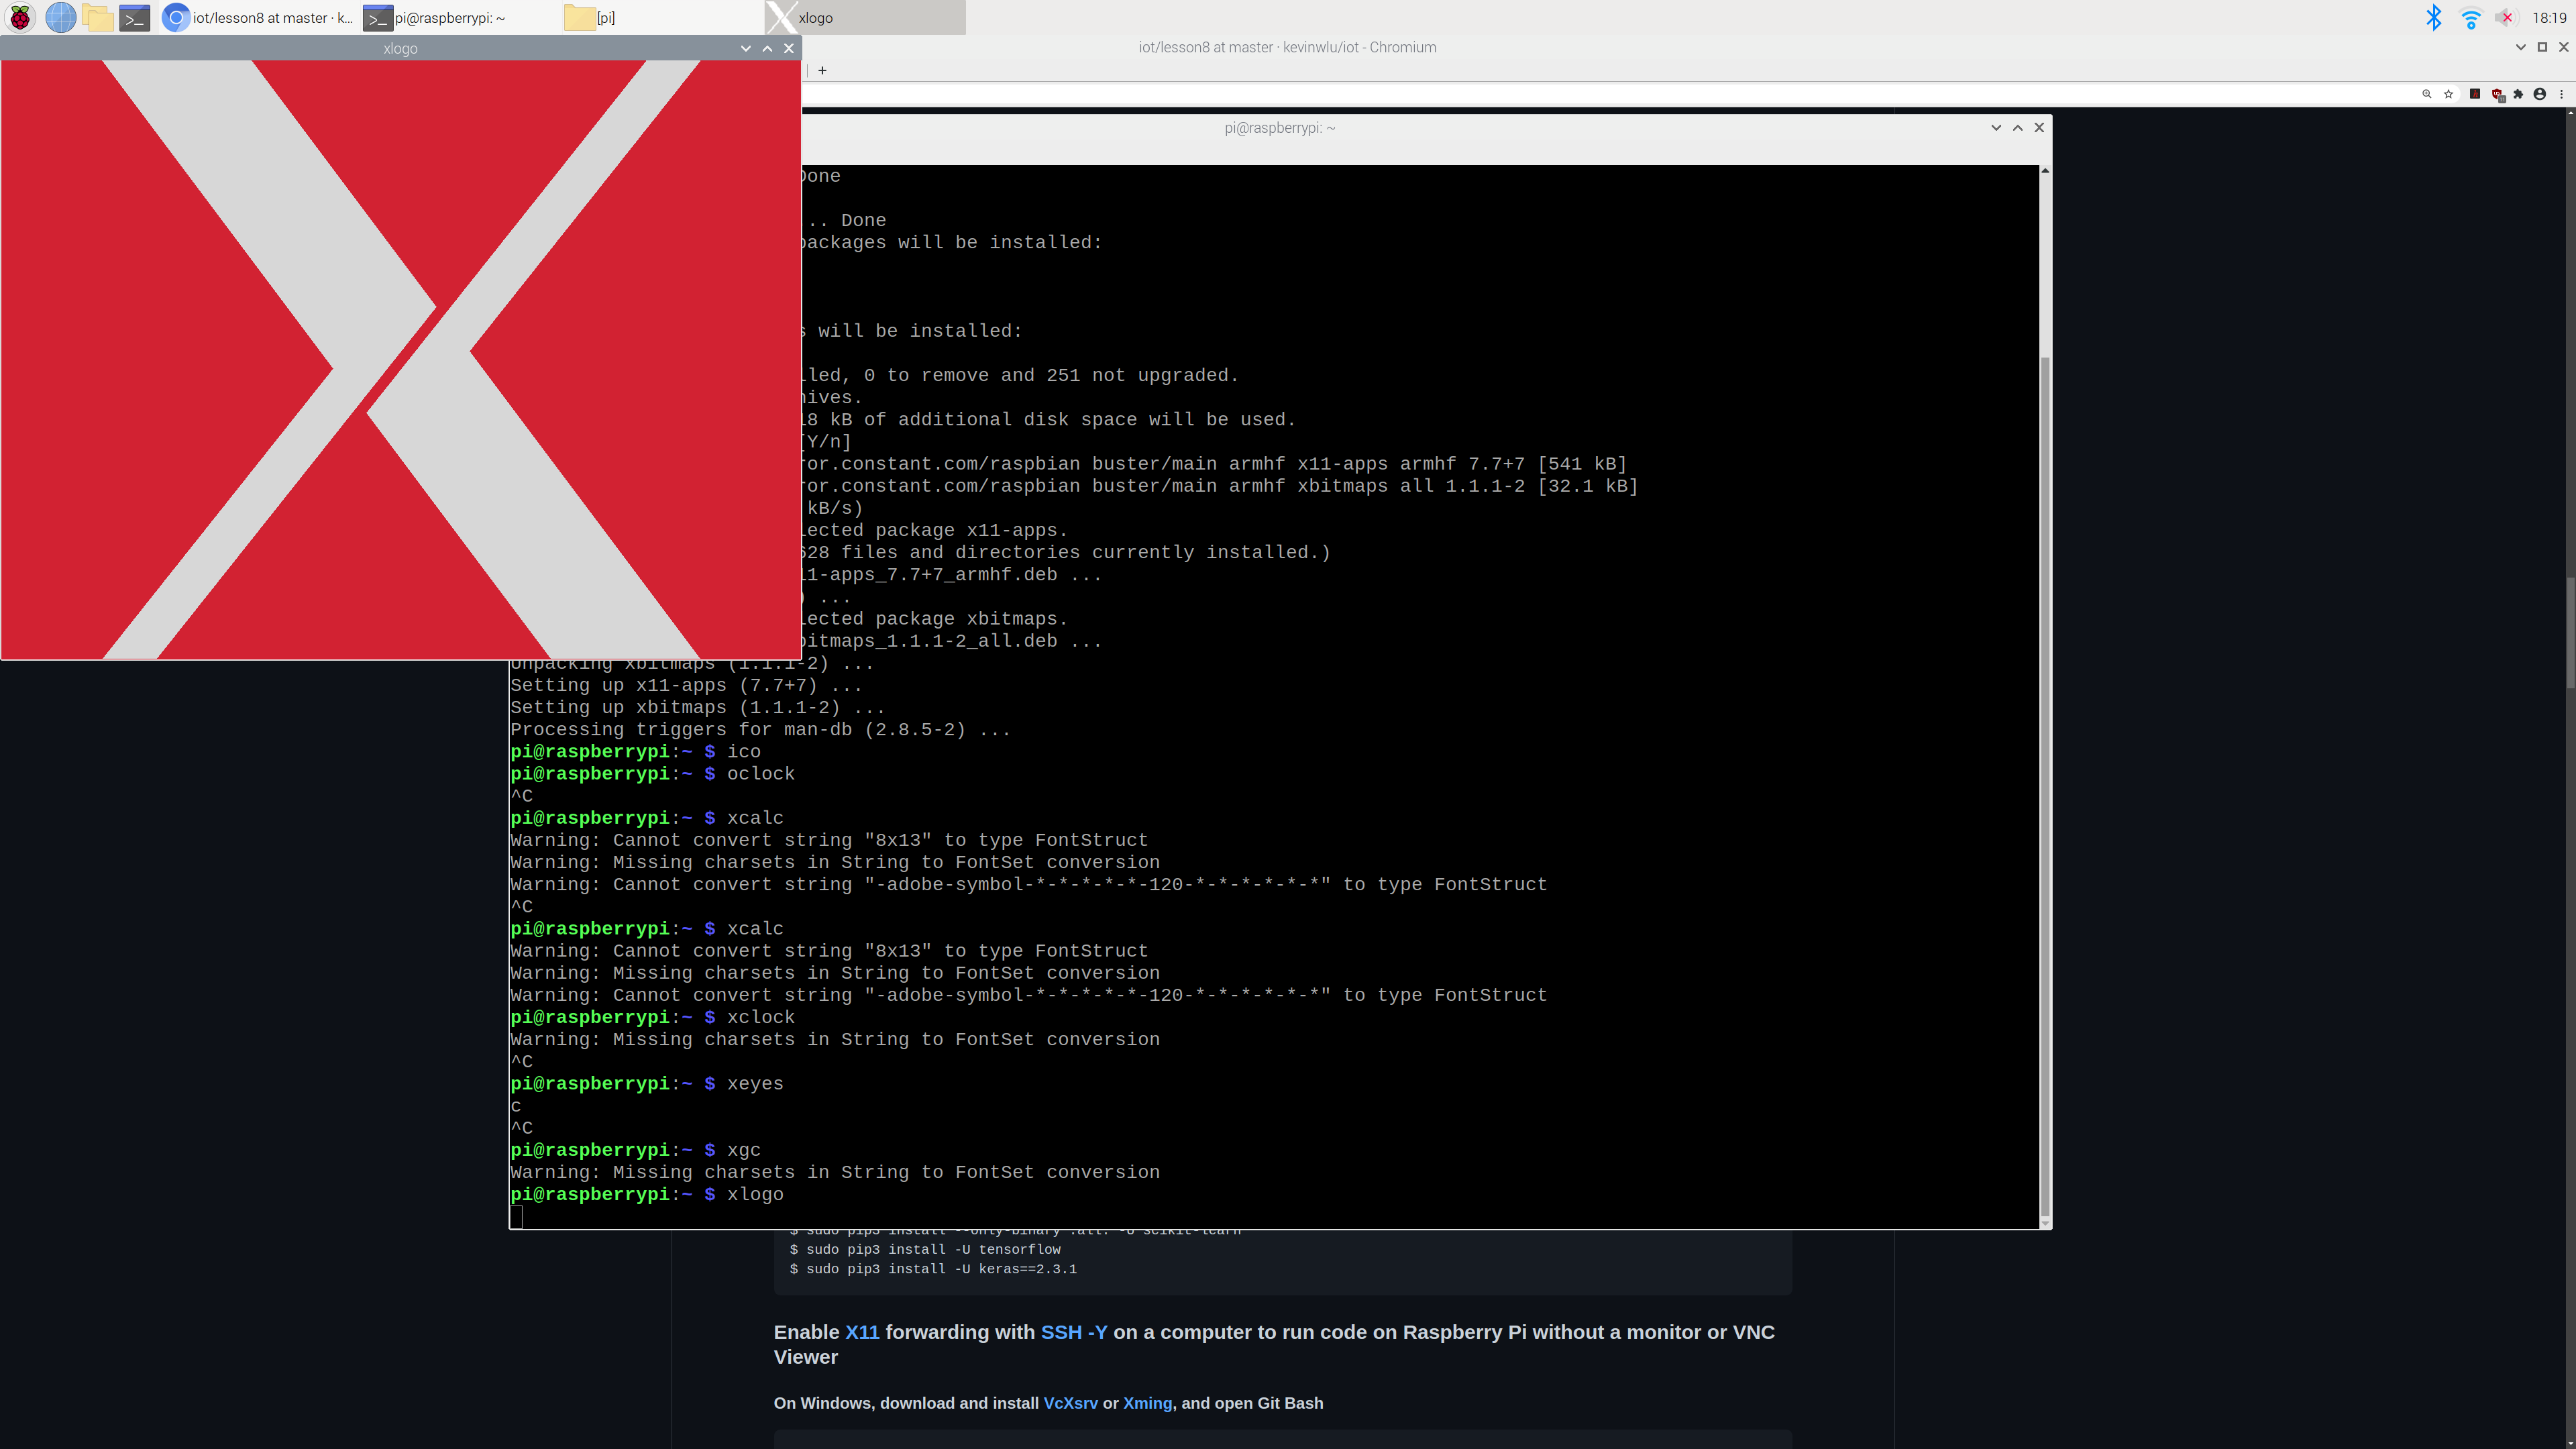 iot/lesson8 at master · k...
pi@raspberrypi: ~
[pi]
xlogo
18:19
xlogo
iot/lesson8 at master · kevinwlu/iot - Chromium
+
pi@raspberrypi: ~
Done
.. Done
packages will be installed:
s will be installed:
lled, 0 to remove and 251 not upgraded.
hives.
18 kB of additional disk space will be used.
[Y/n]
ror.constant.com/raspbian buster/main armhf x11-apps armhf 7.7+7 [541 kB]
ror.constant.com/raspbian buster/main armhf xbitmaps all 1.1.1-2 [32.1 kB]
kB/s)
lected package x11-apps.
628 files and directories currently installed.)
11-apps_7.7+7_armhf.deb ...
) ...
lected package xbitmaps.
bitmaps_1.1.1-2_all.deb ...
Unpacking xbitmaps (1.1.1-2) ...
Setting up x11-apps (7.7+7) ...
Setting up xbitmaps (1.1.1-2) ...
Processing triggers for man-db (2.8.5-2) ...
pi@raspberrypi:~ $ ico
pi@raspberrypi:~ $ oclock
^C
pi@raspberrypi:~ $ xcalc
Warning: Cannot convert string "8x13" to type FontStruct
Warning: Missing charsets in String to FontSet conversion
Warning: Cannot convert string "-adobe-symbol-*-*-*-*-*-120-*-*-*-*-*-*" to type FontStruct
^C
pi@raspberrypi:~ $ xcalc
Warning: Cannot convert string "8x13" to type FontStruct
Warning: Missing charsets in String to FontSet conversion
Warning: Cannot convert string "-adobe-symbol-*-*-*-*-*-120-*-*-*-*-*-*" to type FontStruct
pi@raspberrypi:~ $ xclock
Warning: Missing charsets in String to FontSet conversion
^C
pi@raspberrypi:~ $ xeyes
c
^C
pi@raspberrypi:~ $ xgc
Warning: Missing charsets in String to FontSet conversion
pi@raspberrypi:~ $ xlogo
$ sudo pip3 install --only-binary :all: -U scikit-learn
$ sudo pip3 install -U tensorflow
$ sudo pip3 install -U keras==2.3.1
Enable X11 forwarding with SSH -Y on a computer to run code on Raspberry Pi without a monitor or VNC
Viewer
On Windows, download and install VcXsrv or Xming, and open Git Bash